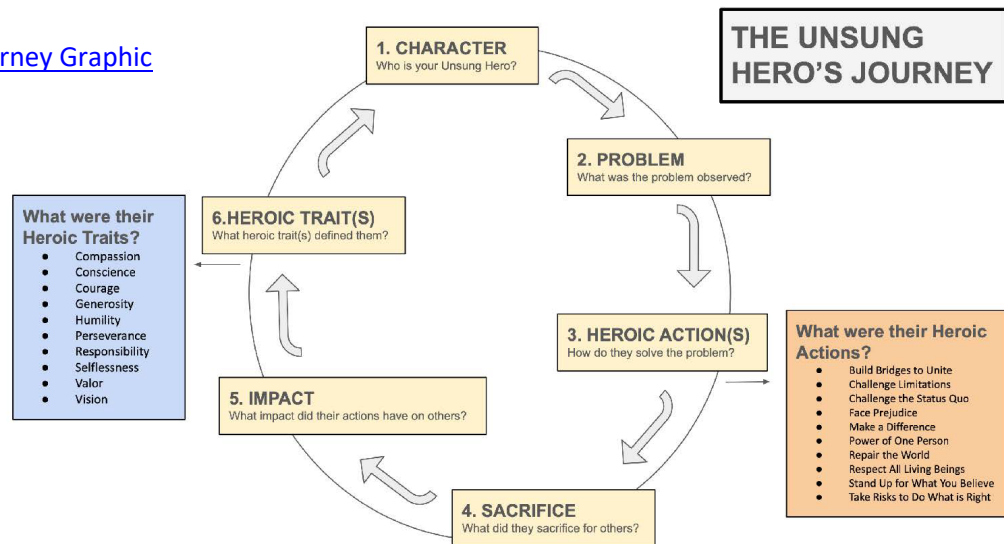 rney Graphic
THE UNSUNG
HERO'S JOURNEY
1. CHARACTER
Who is your Unsung Hero?
2. PROBLEM
What was the problem observed?
3. HEROIC ACTION(S)
How do they solve the problem?
What were their Heroic
Actions?
● Build Bridges to Unite
● Challenge Limitations
● Challenge the Status Quo
● Face Prejudice
● Make a Difference
● Power of One Person
● Repair the World
● Respect All Living Beings
● Stand Up for What You Believe
● Take Risks to Do What is Right
4. SACRIFICE
What did they sacrifice for others?
5. IMPACT
What impact did their actions have on others?
6.HEROIC TRAIT(S)
What heroic trait(s) defined them?
What were their
Heroic Traits?
● Compassion
● Conscience
● Courage
● Generosity
● Humility
● Perseverance
● Responsibility
● Selflessness
● Valor
● Vision